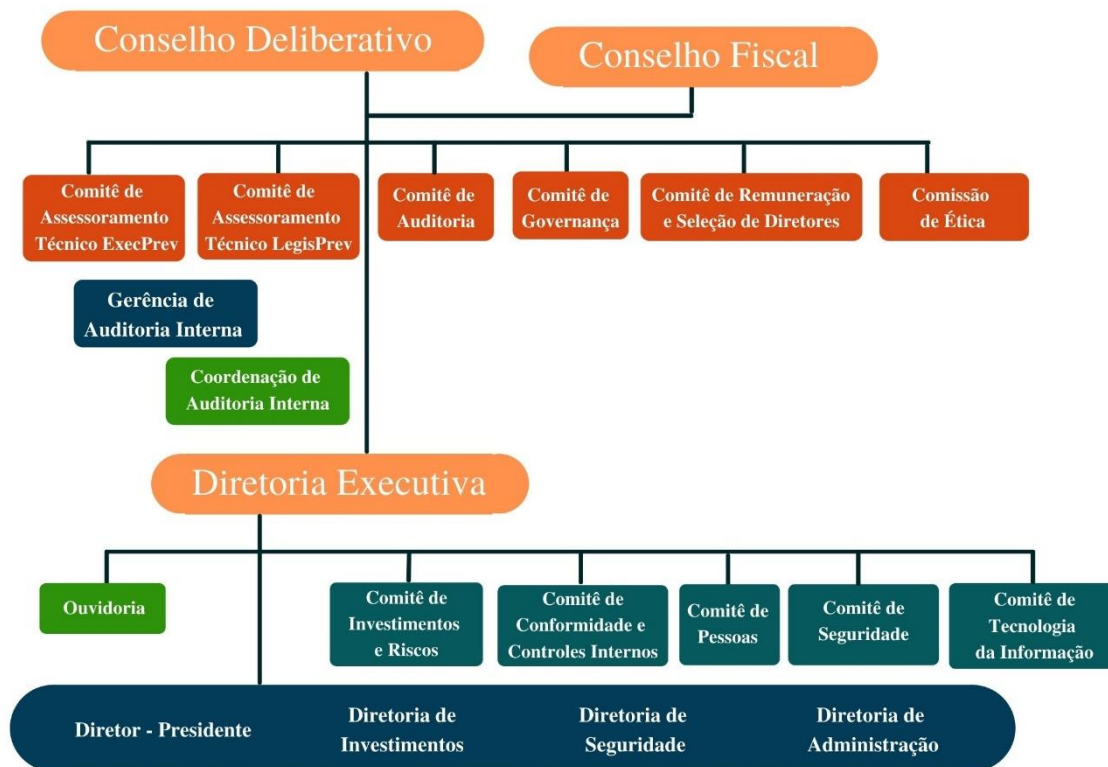 Conselho Deliberativo
Conselho Fiscal
Comitê de
Assessoramento
Técnico ExecPrev
Comitê de
Assessoramento
Técnico LegisPrev
Comitê de
Auditoria
Comitê de
Governança
Comitê de Remuneração
e Seleção de Diretores
Comissão
de Ética
Gerência de
Auditoria Interna
Coordenação de
Auditoria Interna
Diretoria Executiva
Ouvidoria
Comitê de
Investimentos
e Riscos
Comitê de
Conformidade e
Controles Internos
Comitê de
Pessoas
Comitê de
Seguridade
Comitê de
Tecnologia
da Informação
Diretor - Presidente
Diretoria de
Investimentos
Diretoria de
Seguridade
Diretoria de
Administração